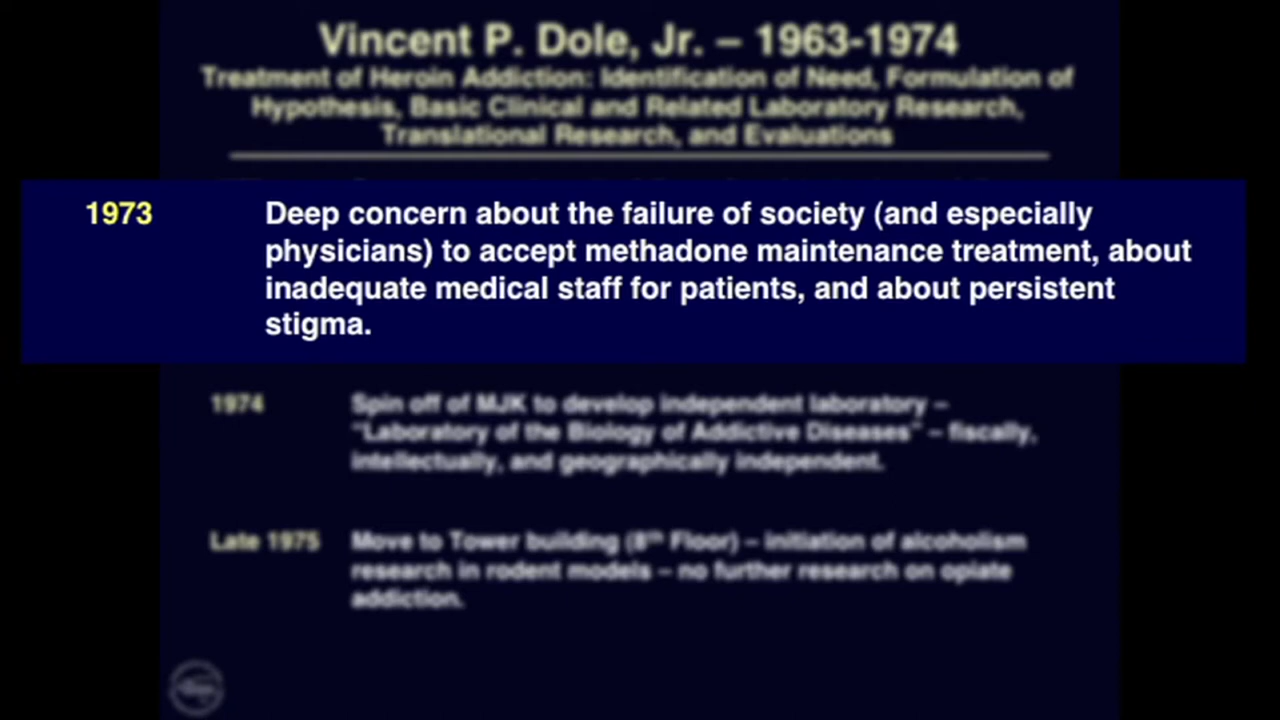 Vincent P. Dole, Jr. – 1963-1974
Treatment of Heroin Addiction: Identification of Need, Formulation of
Hypothesis, Basic Clinical and Related Laboratory Research,
Translational Research, and Evaluations
1973 Deep concern about the failure of society (and especially
physicians) to accept methadone maintenance treatment, about
inadequate medical staff for patients, and about persistent
stigma.
1974 Spin off of MJK to develop independent laboratory –
“Laboratory of the Biology of Addictive Diseases” – fiscally,
intellectually, and geographically independent.
Late 1975 Move to Tower building (8th Floor) – initiation of alcoholism
research in rodent models – no further research on opiate
addiction.